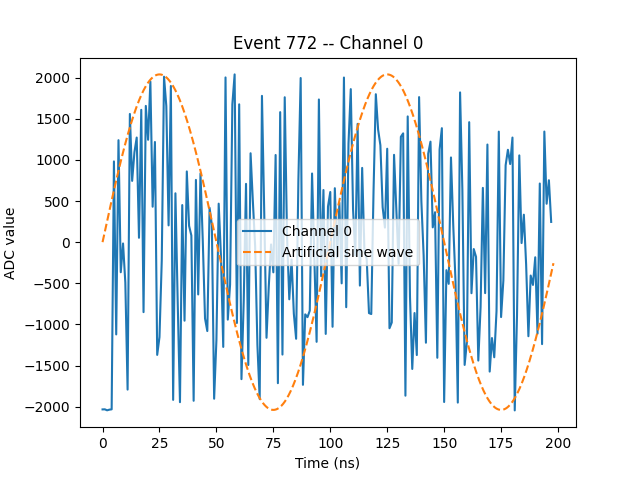 Event 772 -- Channel 0
ADC value
2000
1500
1000
500
0
−500
−1000
−1500
−2000
Channel 0
Artificial sine wave
0 25 50 75 100 125 150 175 200
Time (ns)